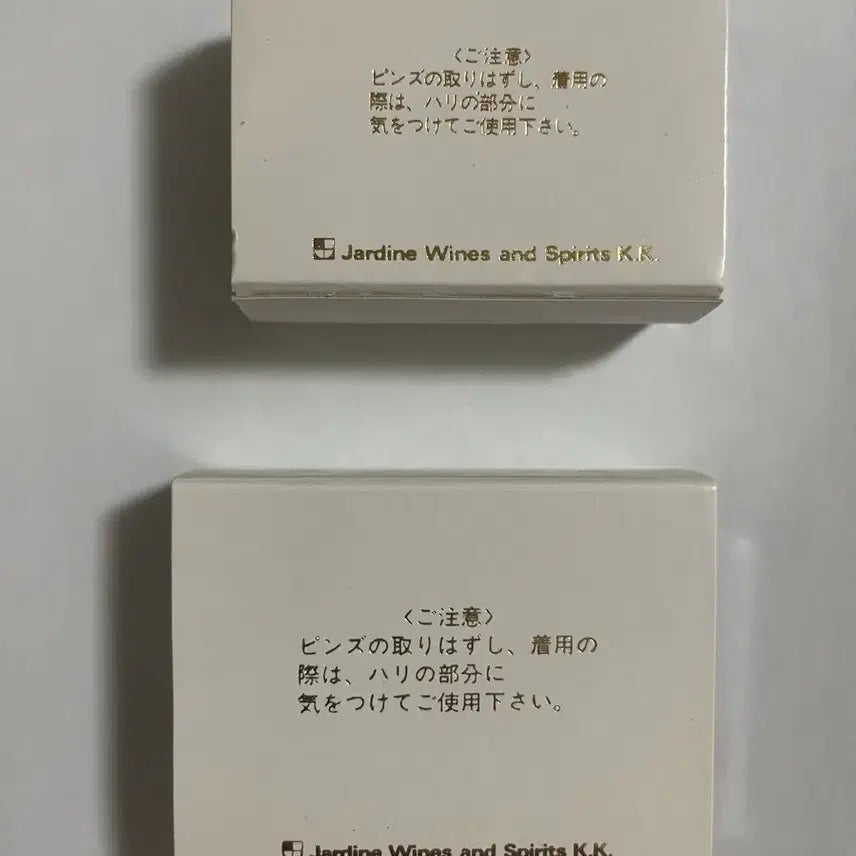 〈ご注意〉
ピンズの取りはずし、着用の
際は、ハリの部分に
気をつけてご使用下さい。
Jardine Wines and Spirits K.K.
〈ご注意〉
ピンズの取りはずし、着用の
際は、ハリの部分に
気をつけてご使用下さい。
Jardine Wines and Spirits K.K.